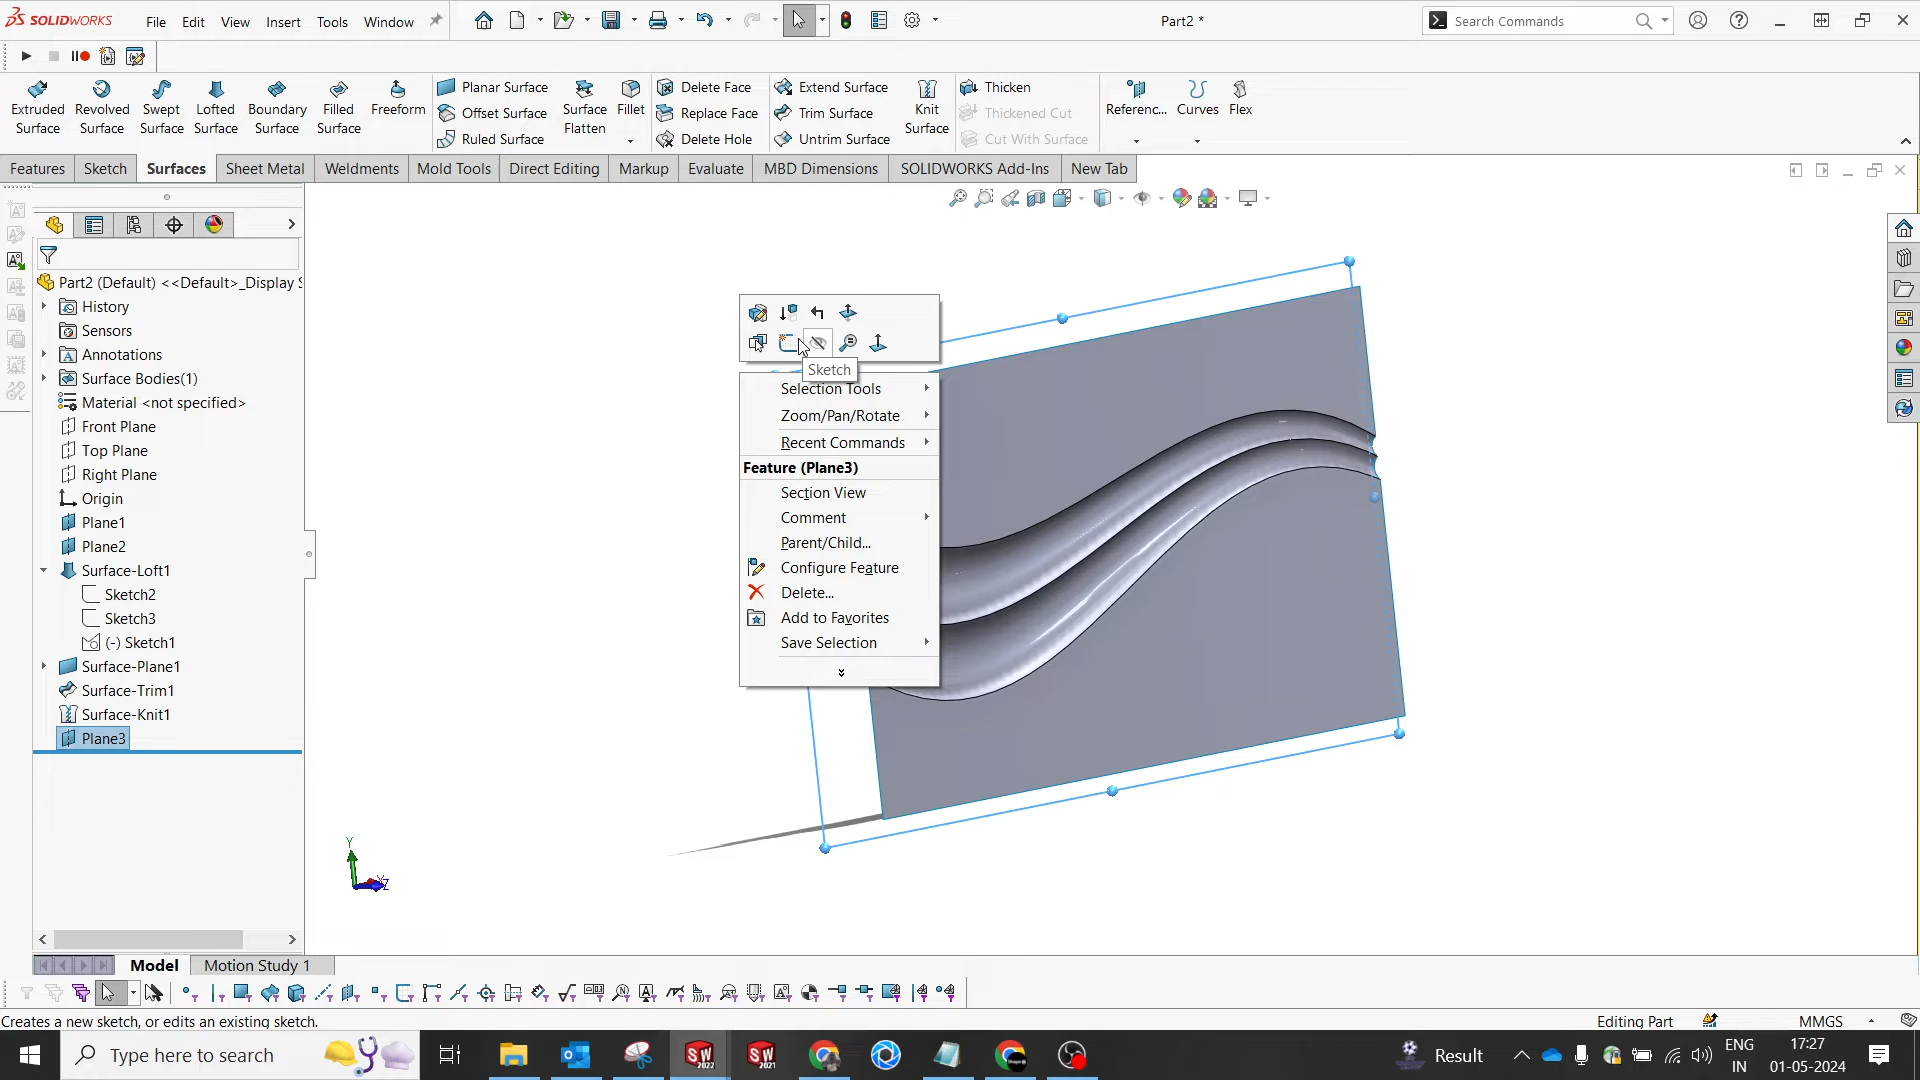 SOLIDWORKS File Edit View Insert Tools Window Part2 * Search Commands
Extruded Surface
Revolved Surface
Swept Surface
Lofted Surface
Boundary Surface
Filled Surface
Freeform
Planar Surface
Offset Surface
Ruled Surface
Surface Flatten
Fillet
Delete Face
Replace Face
Delete Hole
Extend Surface
Trim Surface
Untrim Surface
Knit Surface
Thicken
Thickened Cut
Cut With Surface
Referenc...
Curves
Flex
Features Sketch Surfaces Sheet Metal Weldments Mold Tools Direct Editing Markup Evaluate MBD Dimensions SOLIDWORKS Add-Ins New Tab
Part2 (Default) <<Default>_Display S
History
Sensors
Annotations
Surface Bodies(1)
Material <not specified>
Front Plane
Top Plane
Right Plane
Origin
Plane1
Plane2
Surface-Loft1
Sketch2
Sketch3
(-) Sketch1
Surface-Plane1
Surface-Trim1
Surface-Knit1
Plane3
Sketch
Selection Tools
Zoom/Pan/Rotate
Recent Commands
Feature (Plane3)
Section View
Comment
Parent/Child...
Configure Feature
Delete...
Add to Favorites
Save Selection
Y
Z
Model Motion Study 1
Creates a new sketch, or edits an existing sketch. Editing Part MMGS
Type here to search
SW 2022
SW 2021
Result
ENG
IN
17:27
01-05-2024